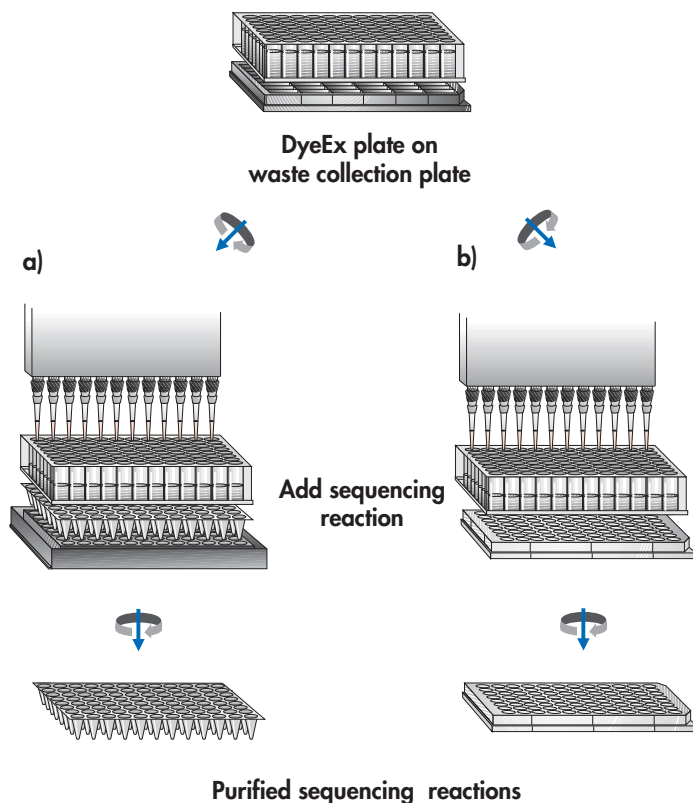 DyeEx plate on
waste collection plate
a)
b)
Add sequencing
reaction
Purified sequencing reactions